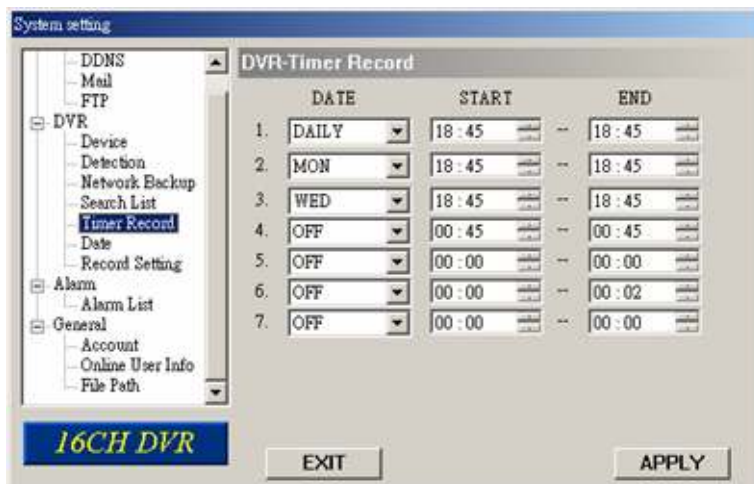 System setting
DDNS
Mail
FTP
DVR
Device
Detection
Network Backup
Search List
Timer Record
Date
Record Setting
Alarm
Alarm List
General
Account
Online User Info
File Path
16CH DVR
DVR-Timer Record
DATE START END
1. DAILY 18 : 45 -- 18 : 45
2. MON 18 : 45 -- 18 : 45
3. WED 18 : 45 -- 18 : 45
4. OFF 00 : 45 -- 00 : 45
5. OFF 00 : 00 -- 00 : 00
6. OFF 00 : 00 -- 00 : 02
7. OFF 00 : 00 -- 00 : 00
EXIT APPLY